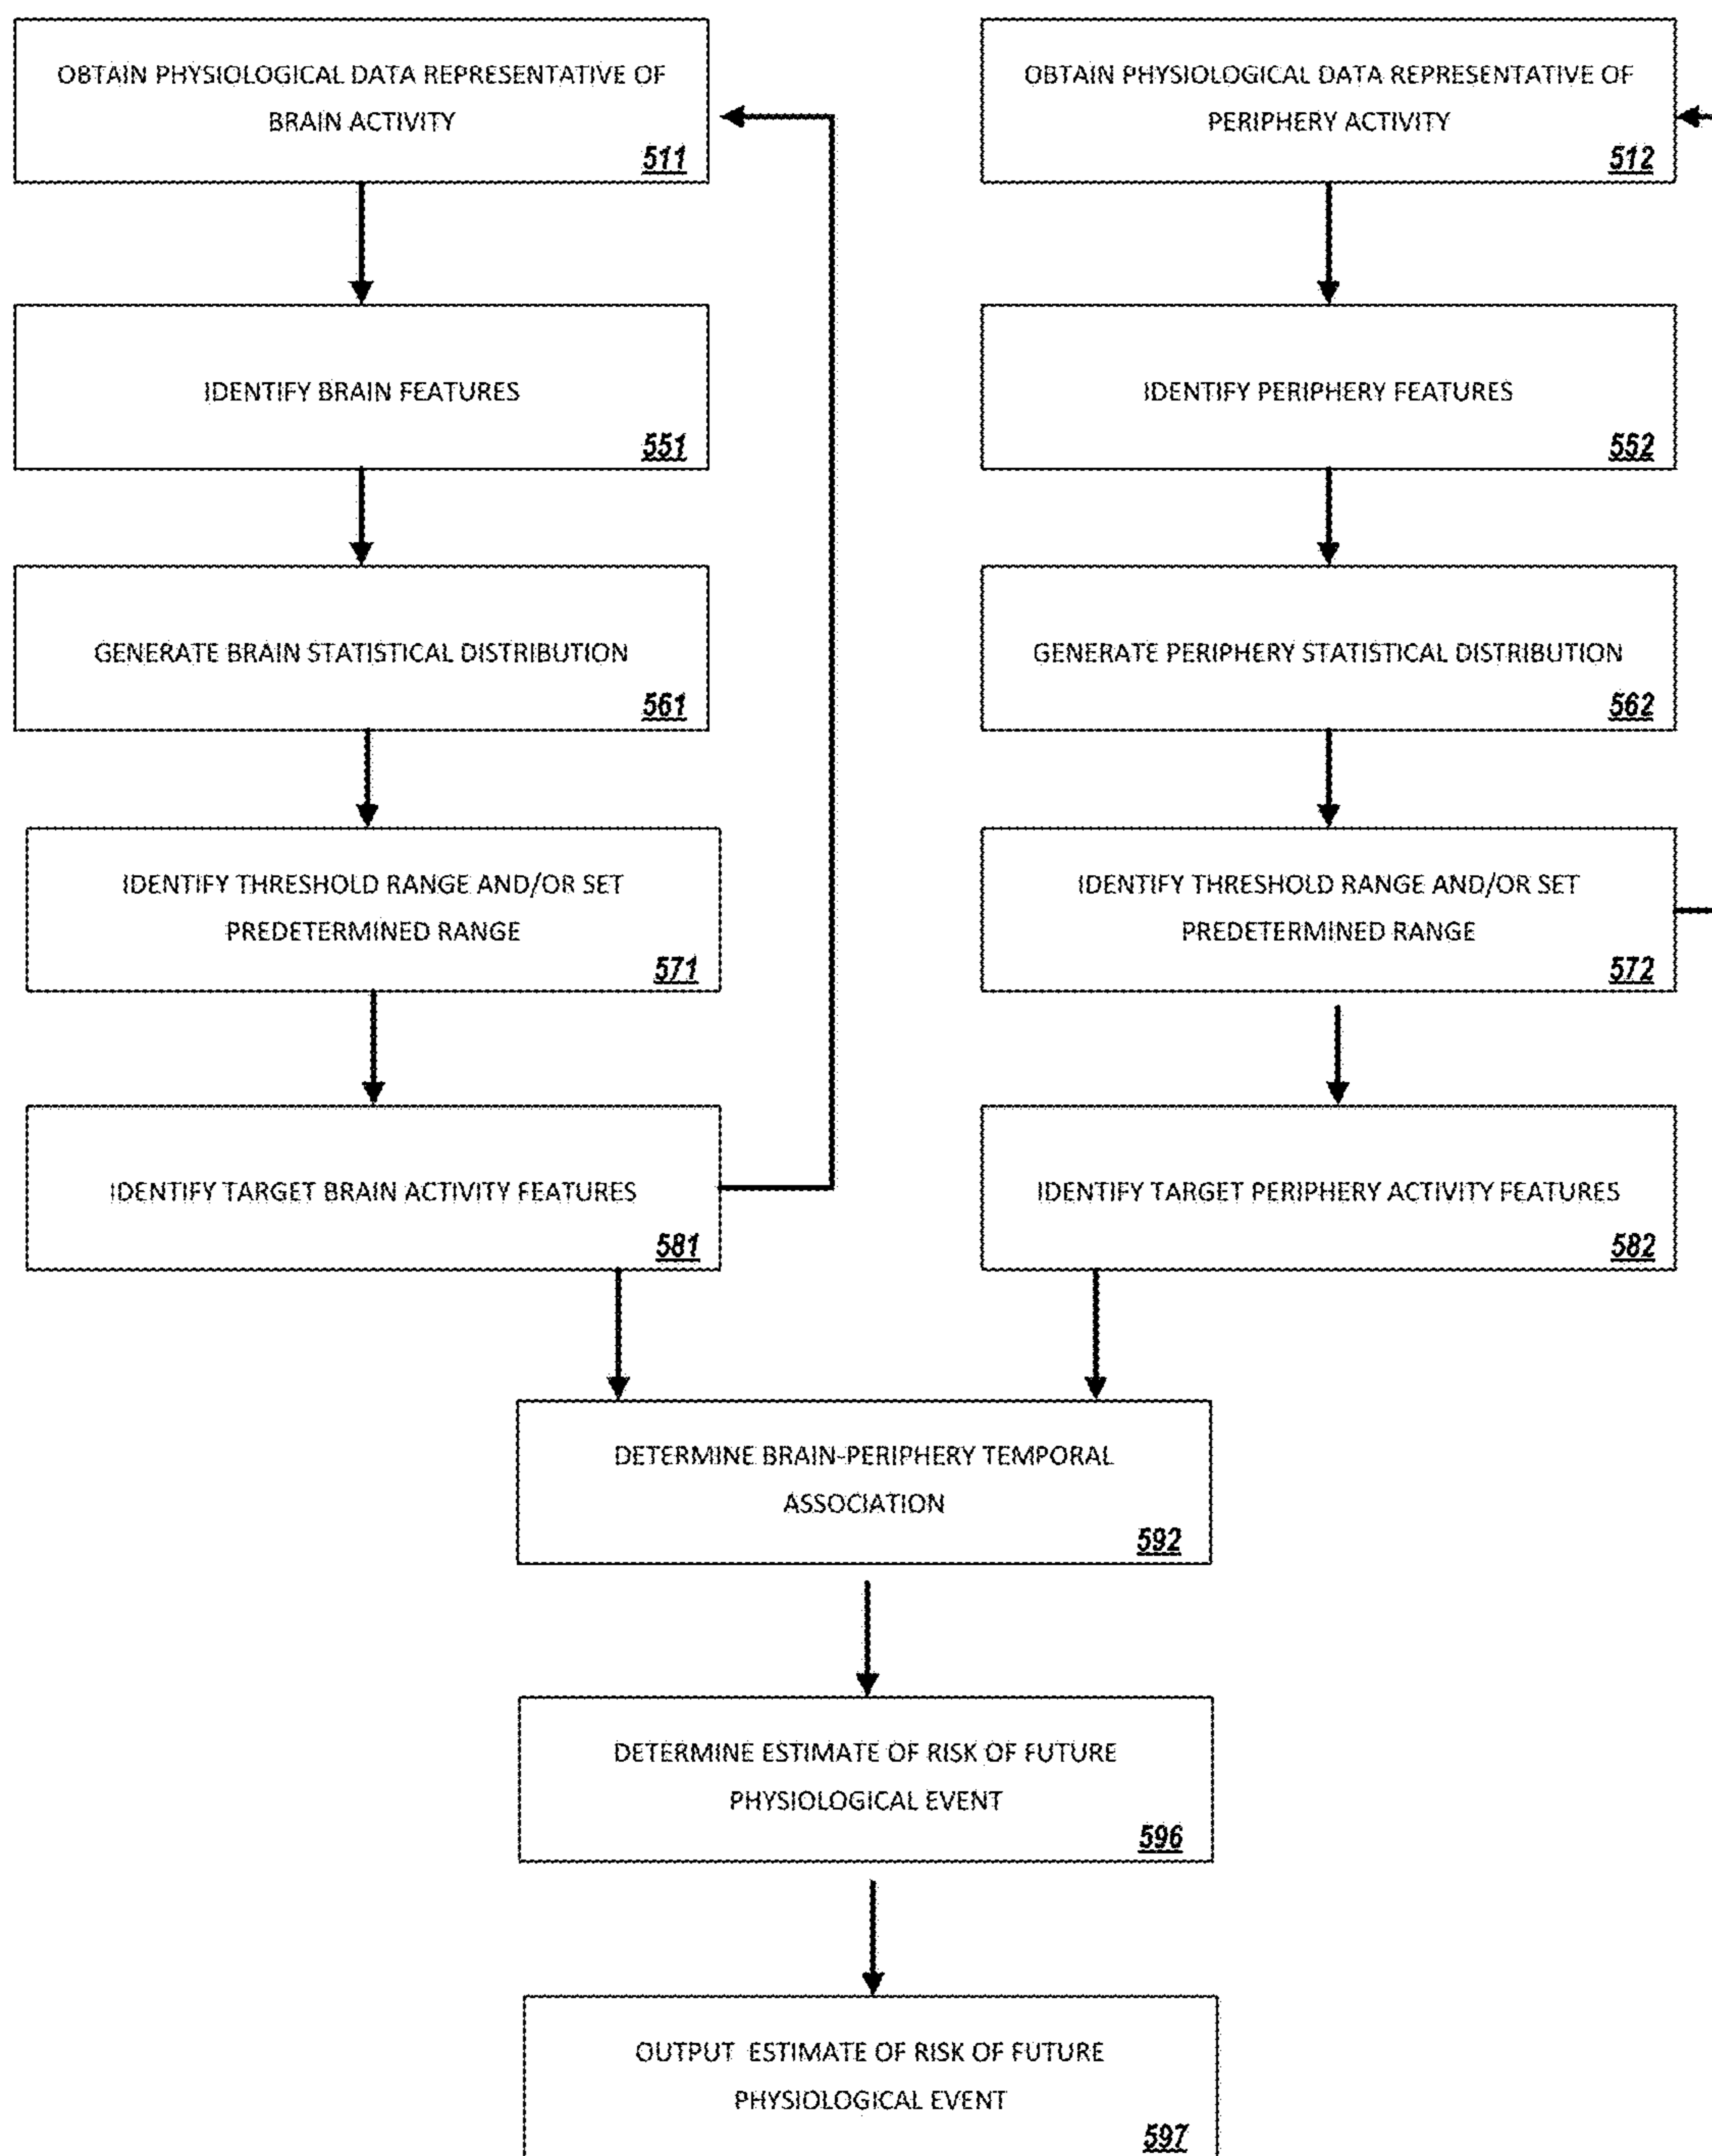 OBTAIN PHYSIOLOGICAL DATA REPRESENTATIVE OF
BRAIN ACTIVITY
511
OBTAIN PHYSIOLOGICAL DATA REPRESENTATIVE OF
PERIPHERY ACTIVITY
512
IDENTIFY BRAIN FEATURES
551
IDENTIFY PERIPHERY FEATURES
552
GENERATE BRAIN STATISTICAL DISTRIBUTION
561
GENERATE PERIPHERY STATISTICAL DISTRIBUTION
562
IDENTIFY THRESHOLD RANGE AND/OR SET
PREDETERMINED RANGE
571
IDENTIFY THRESHOLD RANGE AND/OR SET
PREDETERMINED RANGE
572
IDENTIFY TARGET BRAIN ACTIVITY FEATURES
581
IDENTIFY TARGET PERIPHERY ACTIVITY FEATURES
582
DETERMINE BRAIN-PERIPHERY TEMPORAL
ASSOCIATION
592
DETERMINE ESTIMATE OF RISK OF FUTURE
PHYSIOLOGICAL EVENT
596
OUTPUT ESTIMATE OF RISK OF FUTURE
PHYSIOLOGICAL EVENT
597